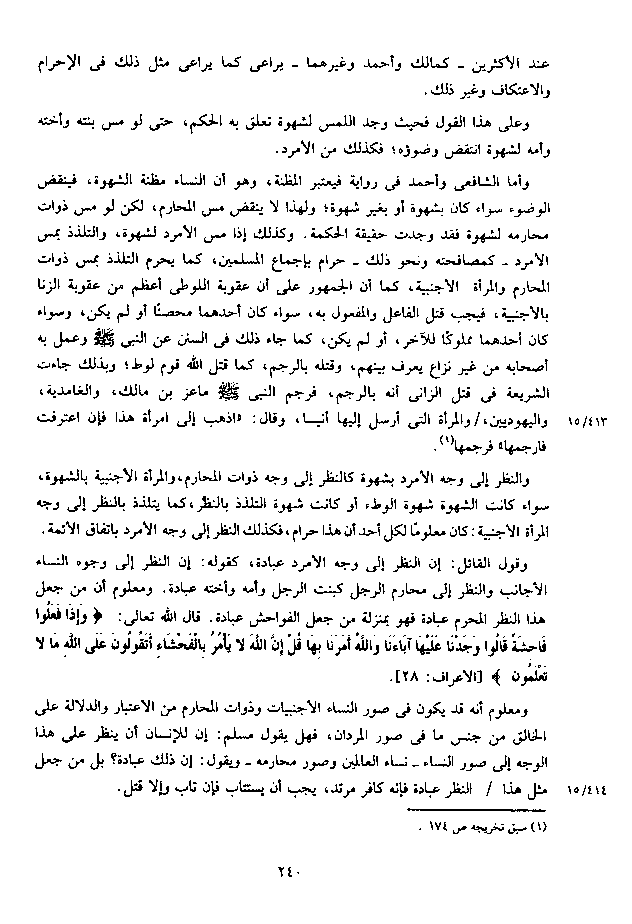 عند الأكثرين - كمالك وأحمد وغيرهما - يراعى كما يراعى مثل ذلك فى الإحرام
والاعتكاف وغير ذلك.
وعلى هذا القول فحيث وجد اللمس لشهوة تعلق به الحكم، حتى لو مس بنته وأخته
وأمه لشهوة انتقض وضوؤه؛ فكذلك من الأمرد.
وأما الشافعى وأحمد فى رواية فيعتبر المظنة، وهو أن النساء مظنة الشهوة، فينقض
الوضوء سواء كان بشهوة أو بغير شهوة؛ ولهذا لا ينقض مس المحارم، لكن لو مس ذوات
محارمه لشهوة فقد وجدت حقيقة الحكمة. وكذلك إذا مس الأمرد لشهوة، والتلذذ بمس
الأمرد - كمصافحته ونحو ذلك - حرام بإجماع المسلمين، كما يحرم التلذذ بمس ذوات
المحارم والمرأة الأجنبية، كما أن الجمهور على أن عقوبة اللوطى أعظم من عقوبة الزنا
بالأجنبية، فيجب قتل الفاعل والمفعول به، سواء كان أحدهما محصنًا أو لم يكن، وسواء
كان أحدهما مملوكًا للآخر، أو لم يكن، كما جاء ذلك فى السنن عن النبي ﷺ وعمل به
أصحابه من غير نزاع يعرف بينهم، وقتله بالرجم، كما قتل الله قوم لوط؛ وبذلك جاءت
الشريعة فى قتل الزانى أنه بالرجم، فرجم النبى ﷺ ماعز بن مالك، والغامدية،
واليهوديين، /والمرأة التى أرسل إليها أنيسا، وقال: «اذهب إلى امرأة هذا فإن اعترفت ١٥/٤١٣
فارجمها» فرجمها(١).
والنظر إلى وجه الأمرد بشهوة كالنظر إلى وجه ذوات المحارم، والمرأة الأجنبية بالشهوة،
سواء كانت الشهوة شهوة الوطء أو كانت شهوة التلذذ بالنظر، كما يتلذذ بالنظر إلى وجه
المرأة الأجنبية: كان معلومًا لكل أحد أن هذا حرام، فكذلك النظر إلى وجه الأمرد باتفاق الأئمة.
وقول القائل: إن النظر إلى وجه الأمرد عبادة، كقوله: إن النظر إلى وجوه النساء
الأجانب والنظر إلى محارم الرجل كبنت الرجل وأمه وأخته عبادة. ومعلوم أن من جعل
هذا النظر المحرم عبادة فهو بمنزلة من جعل الفواحش عبادة. قال الله تعالى: ﴿ وَإِذَا فَعَلُوا
فَاحِشَةً قَالُوا وَجَدْنَا عَلَيْهَا آبَاءَنَا وَاللَّهُ أَمَرَنَا بِهَا قُلْ إِنَّ اللَّهَ لا يَأْمُرُ بِالْفَحْشَاءِ أَتَقُولُونَ عَلَى اللَّهِ مَا لا
تَعْلَمُونَ ﴾ [الأعراف: ٢٨].
ومعلوم أنه قد يكون فى صور النساء الأجنبيات وذوات المحارم من الاعتبار والدلالة على
الخالق من جنس ما فى صور المردان، فهل يقول مسلم: إن للإنسان أن ينظر على هذا
الوجه إلى صور النساء - نساء العالمين وصور محارمه - ويقول: إن ذلك عبادة؟ بل من جعل
مثل هذا / النظر عبادة فإنه كافر مرتد، يجب أن يستتاب فإن تاب وإلا قتل. ١٥/٤١٤
(١) سبق تخريجه ص ١٧٤ .
٢٤٠